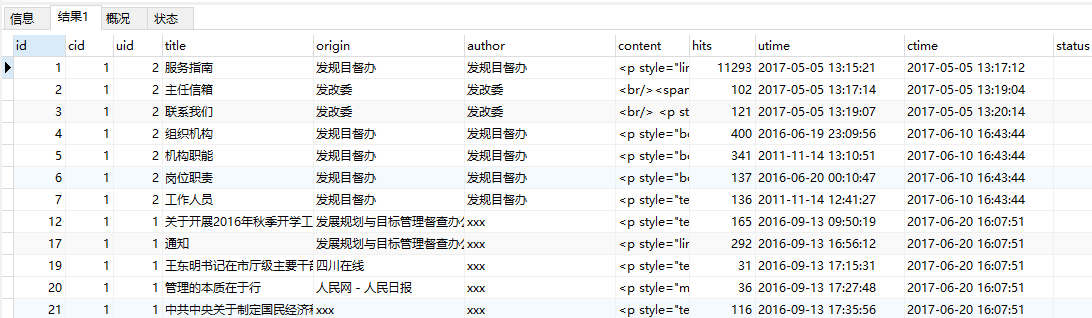 信息 结果1 概况 状态
id cid uid title origin author content hits utime ctime status
1 1 2 服务指南 发规目督办 发规目督办 <p style="lin 11293 2017-05-05 13:15:21 2017-05-05 13:17:12
2 1 2 主任信箱 发改委 发改委 <br/><span 102 2017-05-05 13:17:14 2017-05-05 13:19:04
3 1 2 联系我们 发改委 发改委 <br/> <p st 121 2017-05-05 13:19:07 2017-05-05 13:20:14
4 1 2 组织机构 发规目督办 发规目督办 <p style="bo 400 2016-06-19 23:09:56 2017-06-10 16:43:44
5 1 2 机构职能 发规目督办 发规目督办 <p style="bo 341 2011-11-14 13:10:51 2017-06-10 16:43:44
6 1 2 岗位职责 发规目督办 发规目督办 <p style="bo 137 2016-06-20 00:10:47 2017-06-10 16:43:44
7 1 2 工作人员 发规目督办 发规目督办 <p style="te 136 2011-11-14 12:41:27 2017-06-10 16:43:44
12 1 1 关于开展2016年秋季开学工 发展规划与目标管理督查办公 xxx <p style="te 165 2016-09-13 09:50:19 2017-06-20 16:07:51
17 1 1 通知 发展规划与目标管理督查办公 xxx <p style="lin 292 2016-09-13 16:56:12 2017-06-20 16:07:51
19 1 1 王东明书记在市厅级主要干部 四川在线 xxx <p style="te 31 2016-09-13 17:15:31 2017-06-20 16:07:51
20 1 1 管理的本质在于行 人民网－人民日报 xxx <p style="m 36 2016-09-13 17:27:48 2017-06-20 16:07:51
21 1 1 中共中央关于制定国民经济和 xxx xxx <p style="te 116 2016-09-13 17:35:56 2017-06-20 16:07:51